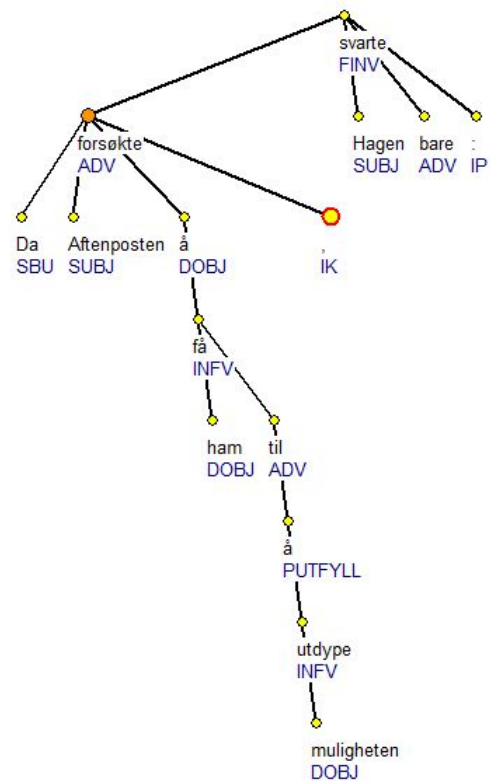 svarte
FINV
forsøkte Hagen bare :
ADV SUBJ ADV IP
Da Aftenposten å ,
SBU SUBJ DOBJ IK
få
INFV
ham til
DOBJ ADV
å
PUTFYLL
utdype
INFV
muligheten
DOBJ